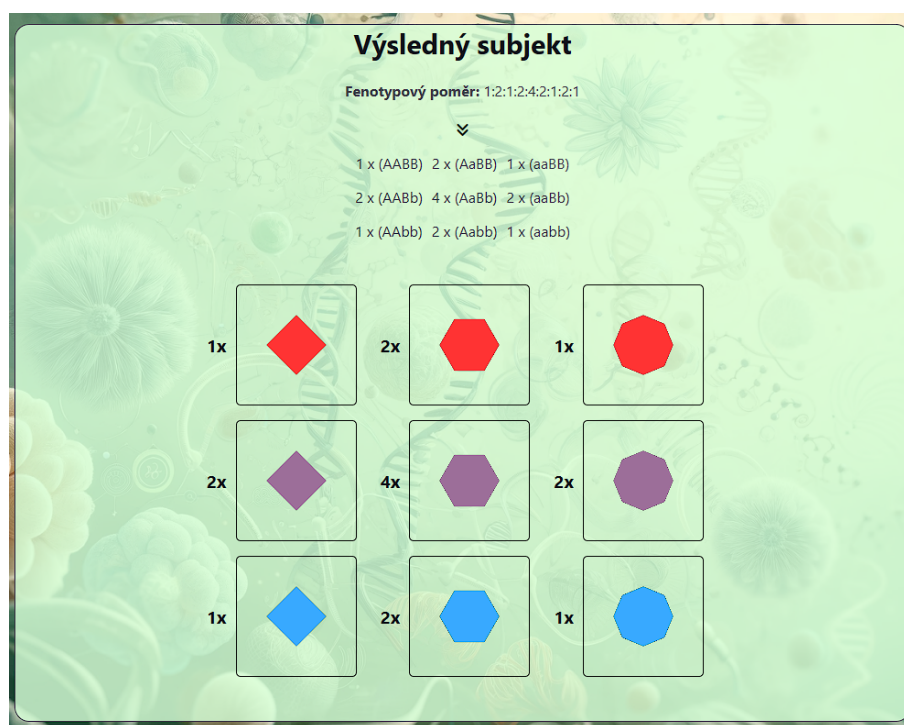 Výsledný subjekt
Fenotypový poměr: 1:2:1:2:4:2:1:2:1
1 x (AABB) 2 x (AaBB) 1 x (aaBB)
2 x (AABb) 4 x (AaBb) 2 x (aaBb)
1 x (AAbb) 2 x (Aabb) 1 x (aabb)
1x 2x 1x
2x 4x 2x
1x 2x 1x